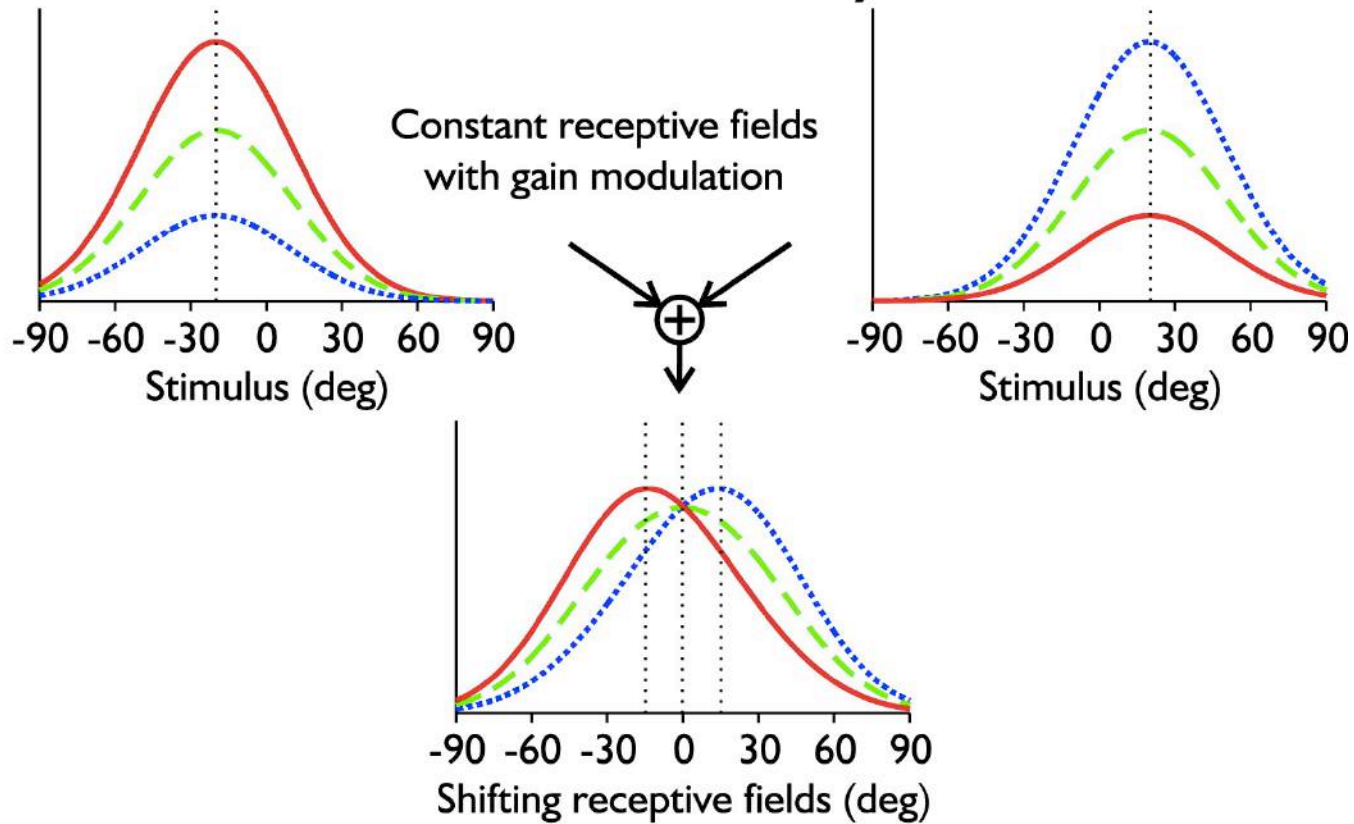 Constant receptive fields
with gain modulation
-90 -60 -30 0 30 60 90
Stimulus (deg)
-90 -60 -30 0 30 60 90
Stimulus (deg)
+
-90 -60 -30 0 30 60 90
Shifting receptive fields (deg)